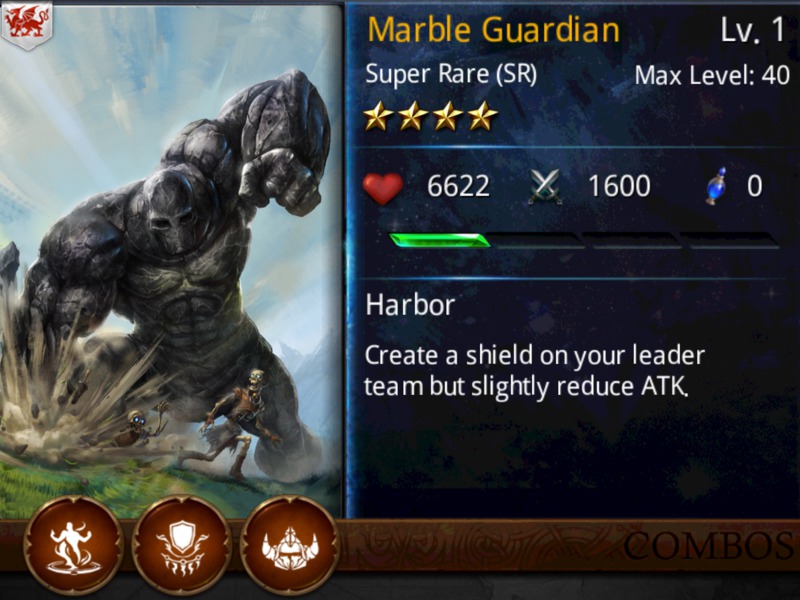 Marble Guardian Lv. 1
Super Rare (SR) Max Level: 40
6622 1600 0
Harbor
Create a shield on your leader
team but slightly reduce ATK.
COMBOS